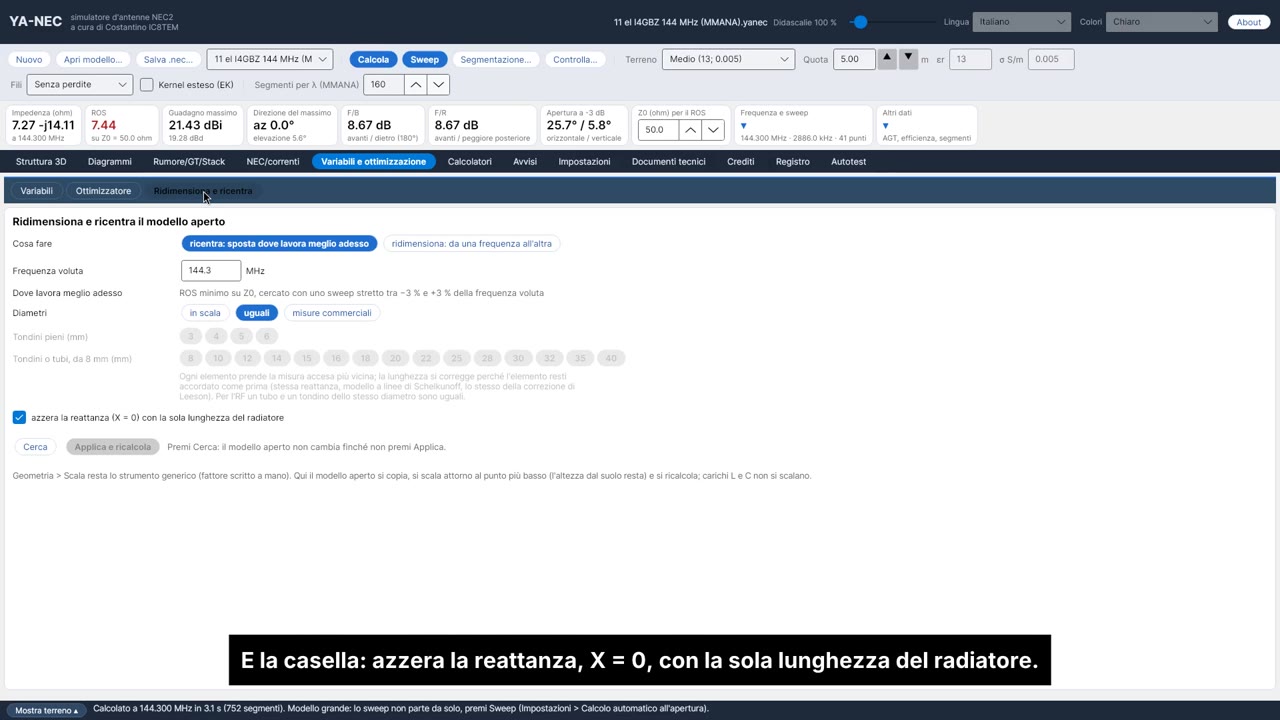 YA-NEC
simulatore d'antenne NEC2
a cura di Costantino IC8TEM
11 el I4GBZ 144 MHz (MMANA).yanec
Didascalie 100 %
Lingua
Italiano
Colori
Chiaro
About
Nuovo
Apri modello...
Salva .nec...
11 el I4GBZ 144 MHz (M
Calcola
Sweep
Segmentazione...
Controlla...
Terreno
Medio (13; 0.005)
Quota
5.00
m
εr
13
σ S/m
0.005
Fili
Senza perdite
Kernel esteso (EK)
Segmenti per λ (MMANA)
160
Impedenza (ohm)
7.27 -j14.11
a 144.300 MHz
ROS
7.44
su Z0 = 50.0 ohm
Guadagno massimo
21.43 dBi
19.28 dBd
Direzione del massimo
az 0.0°
elevazione 5.6°
F/B
8.67 dB
avanti / dietro (180°)
F/R
8.67 dB
avanti / peggiore posteriore
Apertura a -3 dB
25.7° / 5.8°
orizzontale / verticale
Z0 (ohm) per il ROS
50.0
Frequenza e sweep
▼
144.300 MHz · 2886.0 kHz · 41 punti
Altri dati
▼
AGT, efficienza, segmenti
Struttura 3D
Diagrammi
Rumore/GT/Stack
NEC/correnti
Variabili e ottimizzazione
Calcolatori
Avvisi
Impostazioni
Documenti tecnici
Crediti
Registro
Autotest
Variabili
Ottimizzatore
Ridimensiona e ricentra
Ridimensiona e ricentra il modello aperto
Cosa fare
ricentra: sposta dove lavora meglio adesso
ridimensiona: da una frequenza all'altra
Frequenza voluta
144.3
MHz
Dove lavora meglio adesso
ROS minimo su Z0, cercato con uno sweep stretto tra −3 % e +3 % della frequenza voluta
Diametri
in scala
uguali
misure commerciali
Tondini pieni (mm)
3
4
5
6
Tondini o tubi, da 8 mm (mm)
8
10
12
14
15
16
18
20
22
25
28
30
32
35
40
Ogni elemento prende la misura accesa più vicina; la lunghezza si corregge perché l'elemento resti
accordato come prima (stessa reattanza, modello a linee di Schelkunoff, lo stesso della correzione di
Leeson). Per l'RF un tubo e un tondino dello stesso diametro sono uguali.
azzera la reattanza (X = 0) con la sola lunghezza del radiatore
Cerca
Applica e ricalcola
Premi Cerca: il modello aperto non cambia finché non premi Applica.
Geometria > Scala resta lo strumento generico (fattore scritto a mano). Qui il modello aperto si copia, si scala attorno al punto più basso (l'altezza dal suolo resta) e si ricalcola; carichi L e C non si scalano.
E la casella: azzera la reattanza, X = 0, con la sola lunghezza del radiatore.
Mostra terreno ▴
Calcolato a 144.300 MHz in 3.1 s (752 segmenti). Modello grande: lo sweep non parte da solo, premi Sweep (Impostazioni > Calcolo automatico all'apertura).